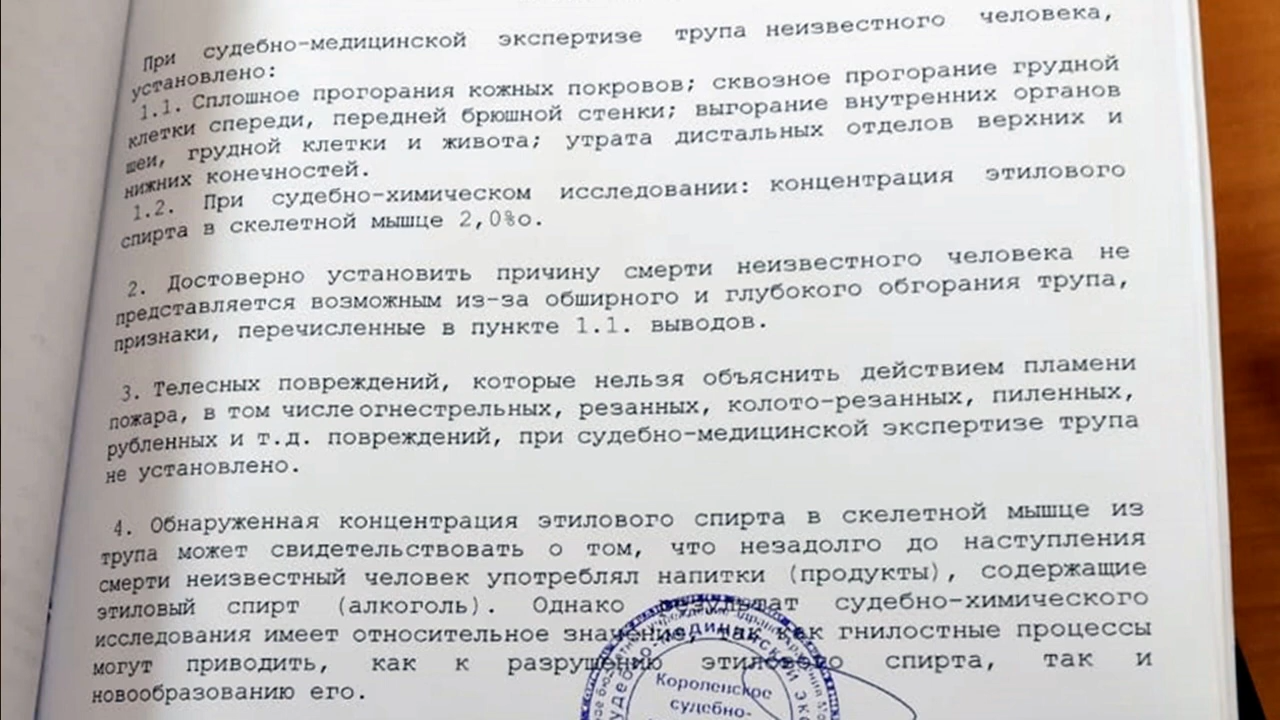 При судебно-медицинской экспертизе трупа неизвестного человека,
установлено:
1.1. Сплошное прогорания кожных покровов; сквозное прогорание грудной
клетки спереди, передней брюшной стенки; выгорание внутренних органов
шеи, грудной клетки и живота; утрата дистальных отделов верхних и
нижних конечностей.
1.2. При судебно-химическом исследовании: концентрация этилового
спирта в скелетной мышце 2,0%о.
2. Достоверно установить причину смерти неизвестного человека не
представляется возможным из-за обширного и глубокого обгорания трупа,
признаки, перечисленные в пункте 1.1. выводов.
3. Телесных повреждений, которые нельзя объяснить действием пламени
пожара, в том числе огнестрельных, резанных, колото-резанных, пиленных,
рубленных и т.д. повреждений, при судебно-медицинской экспертизе трупа
не установлено.
4. Обнаруженная концентрация этилового спирта в скелетной мышце из
трупа может свидетельствовать о том, что незадолго до наступления
смерти неизвестный человек употреблял напитки (продукты), содержащие
этиловый спирт (алкоголь). Однако результат судебно-химического
исследования имеет относительное значение, так как гнилостные процессы
могут приводить, как к разрушению этилового спирта, так и
новообразованию его.
Королевское
судебно-